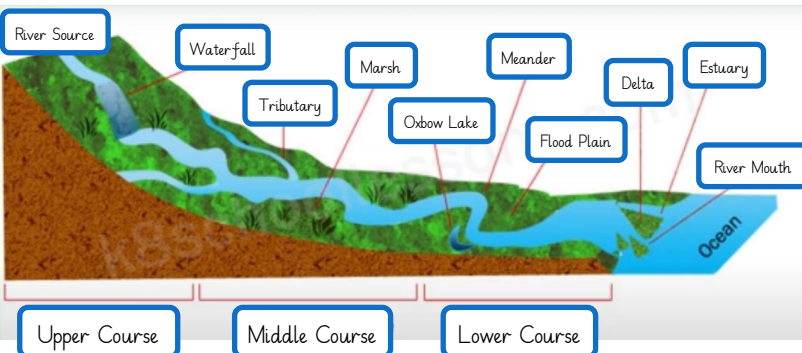 River Source
Waterfall
Marsh
Meander
Delta
Estuary
Tributary
Oxbow Lake
Flood Plain
River Mouth
Ocean
Upper Course
Middle Course
Lower Course